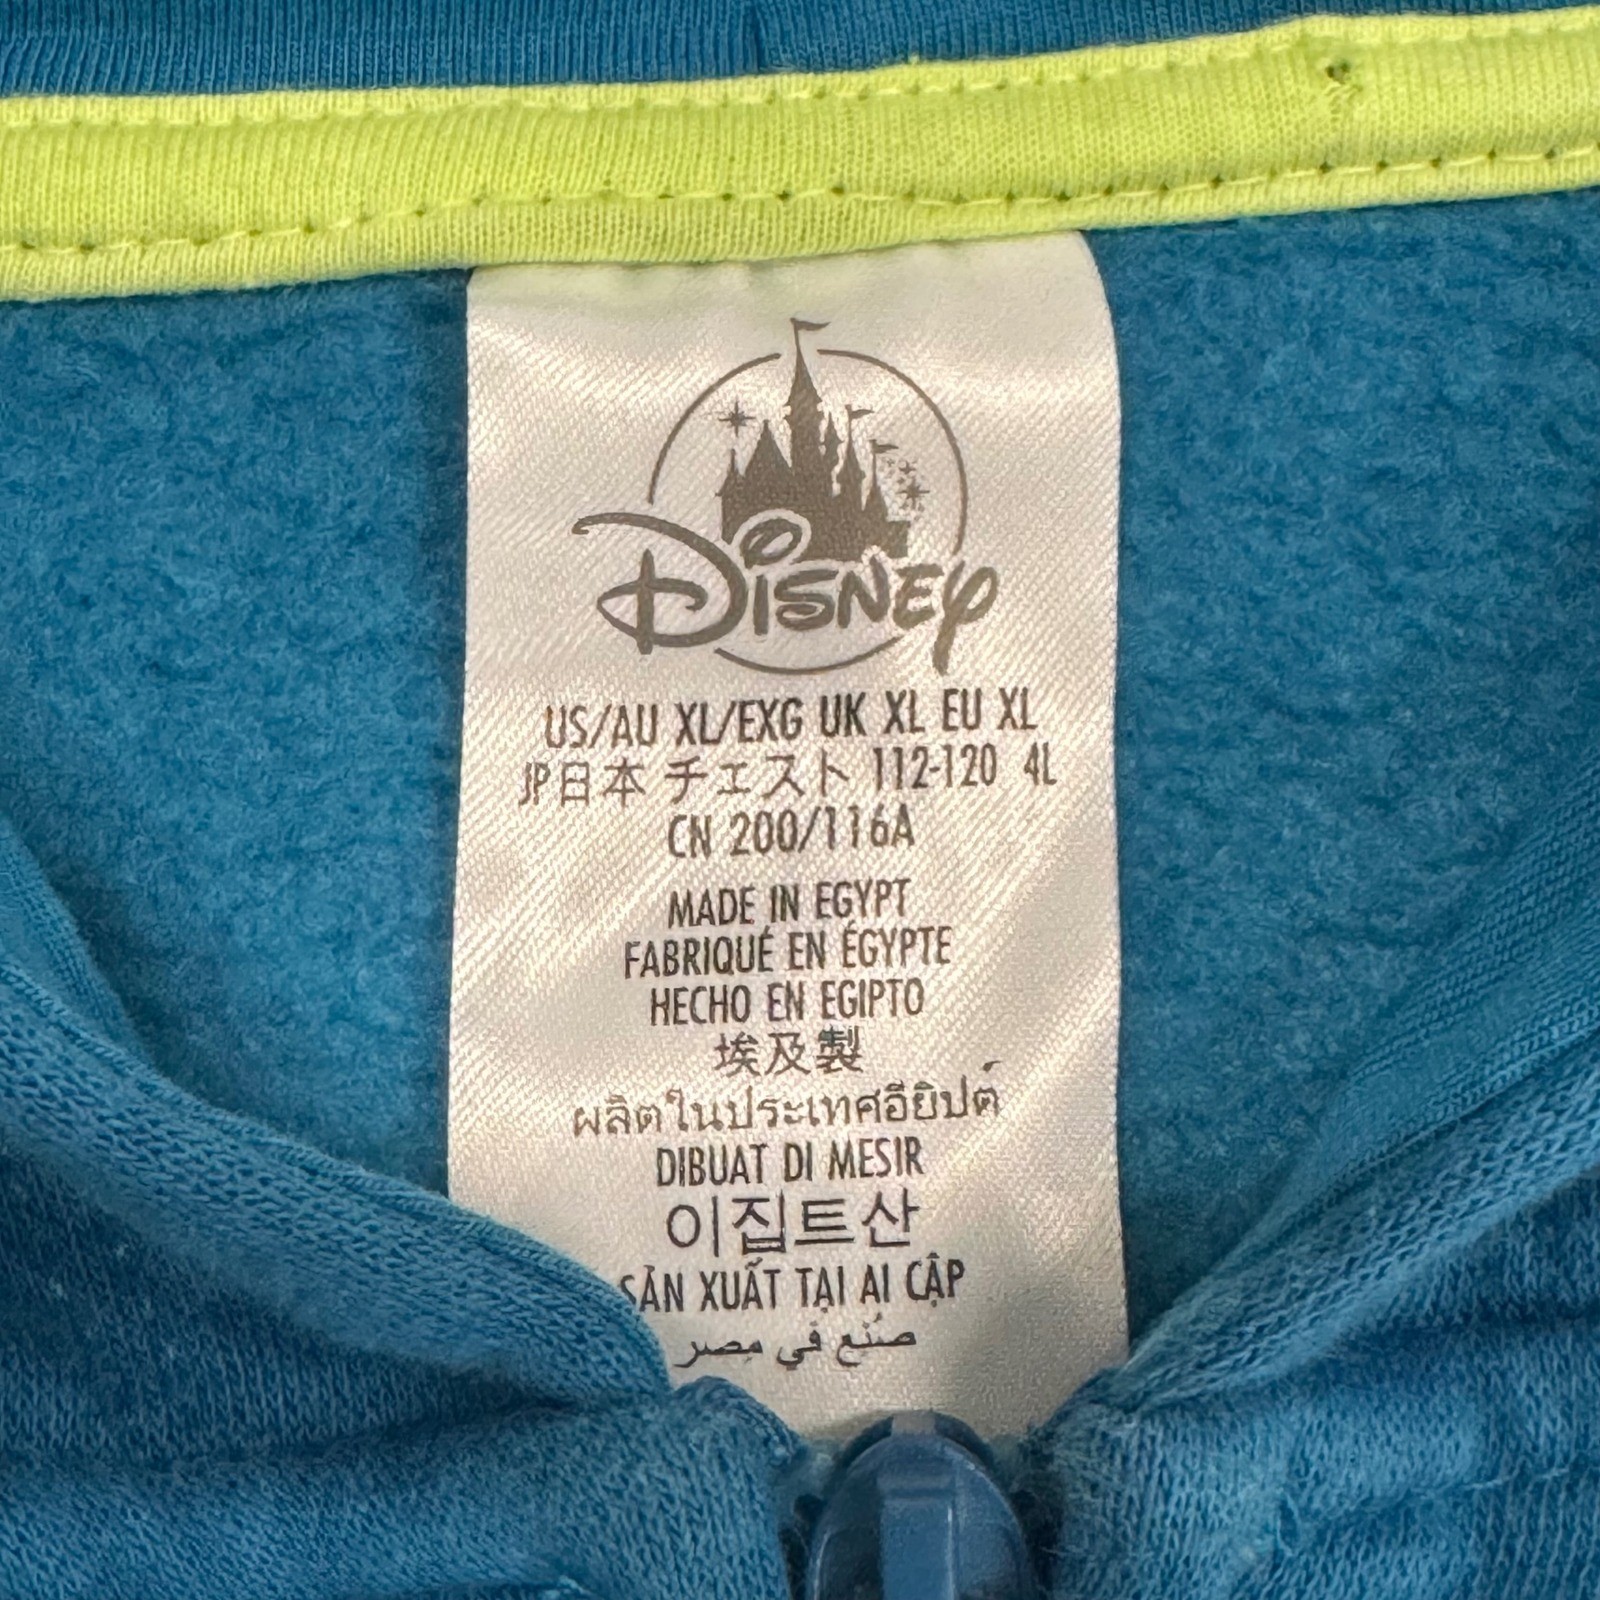 DISNEY
US/AU XL/EXG UK XL EU XL
JP日本 チェスト 112-120 4L
CN 200/116A
MADE IN EGYPT
FABRIQUÉ EN ÉGYPTE
HECHO EN EGIPTO
埃及製
ผลิตในประเทศอียิปต์
DIBUAT DI MESIR
이집트산
SẢN XUẤT TẠI AI CẬP
صُنع في مصر